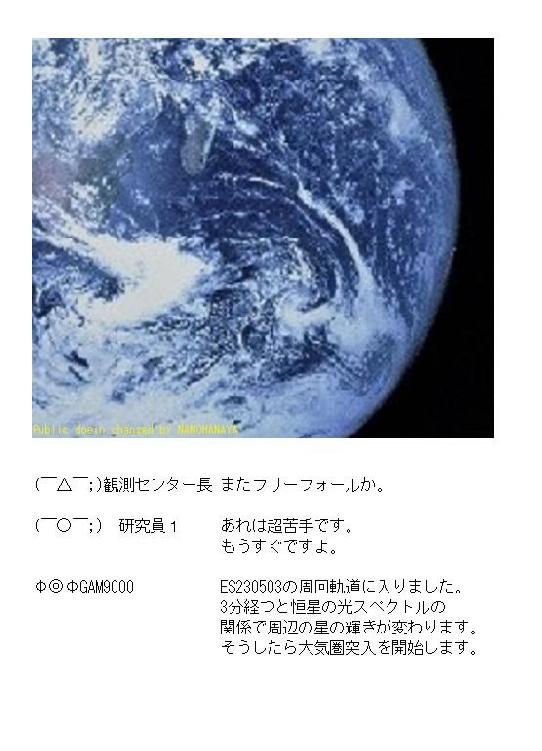 Public doein changed by NANOHANAYA
(￣△￣;)観測センター長 またフリーフォールか。
(￣○￣;) 研究員1 あれは超苦手です。
もうすぐですよ。
Φ◎ΦGAM9000 ES230503の周回軌道に入りました。
3分経つと恒星の光スペクトルの
関係で周辺の星の輝きが変わります。
そうしたら大気圏突入を開始します。